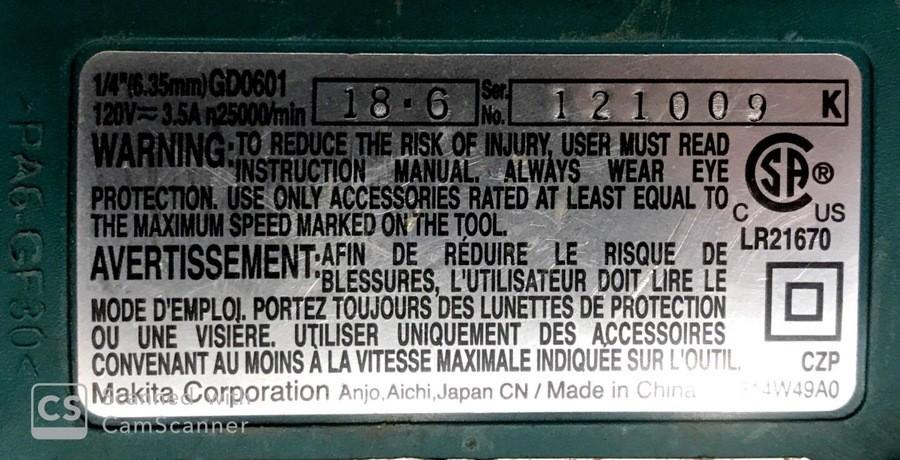 1/4"(6.35mm)GD0601
120V⎓ 3.5A n25000/min
18·6
Ser. No. 121009 K
WARNING: TO REDUCE THE RISK OF INJURY, USER MUST READ
INSTRUCTION MANUAL. ALWAYS WEAR EYE
PROTECTION. USE ONLY ACCESSORIES RATED AT LEAST EQUAL TO
THE MAXIMUM SPEED MARKED ON THE TOOL.
AVERTISSEMENT: AFIN DE RÉDUIRE LE RISQUE DE
BLESSURES, L'UTILISATEUR DOIT LIRE LE
MODE D'EMPLOI. PORTEZ TOUJOURS DES LUNETTES DE PROTECTION
OU UNE VISIÈRE. UTILISER UNIQUEMENT DES ACCESSOIRES
CONVENANT AU MOINS À LA VITESSE MAXIMALE INDIQUÉE SUR L'OUTIL.
Makita Corporation Anjo,Aichi,Japan CN / Made in China
SA ®
C US
LR21670
CZP
>PA6-GF30<
CS
Scanned with
CamScanner